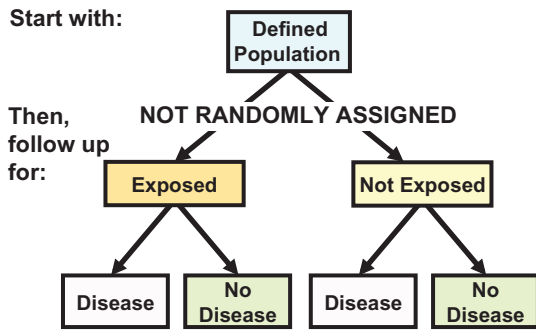 Start with:
Defined
Population
Then,
follow up
for:
NOT RANDOMLY ASSIGNED
Exposed
Not Exposed
Disease
No
Disease
Disease
No
Disease